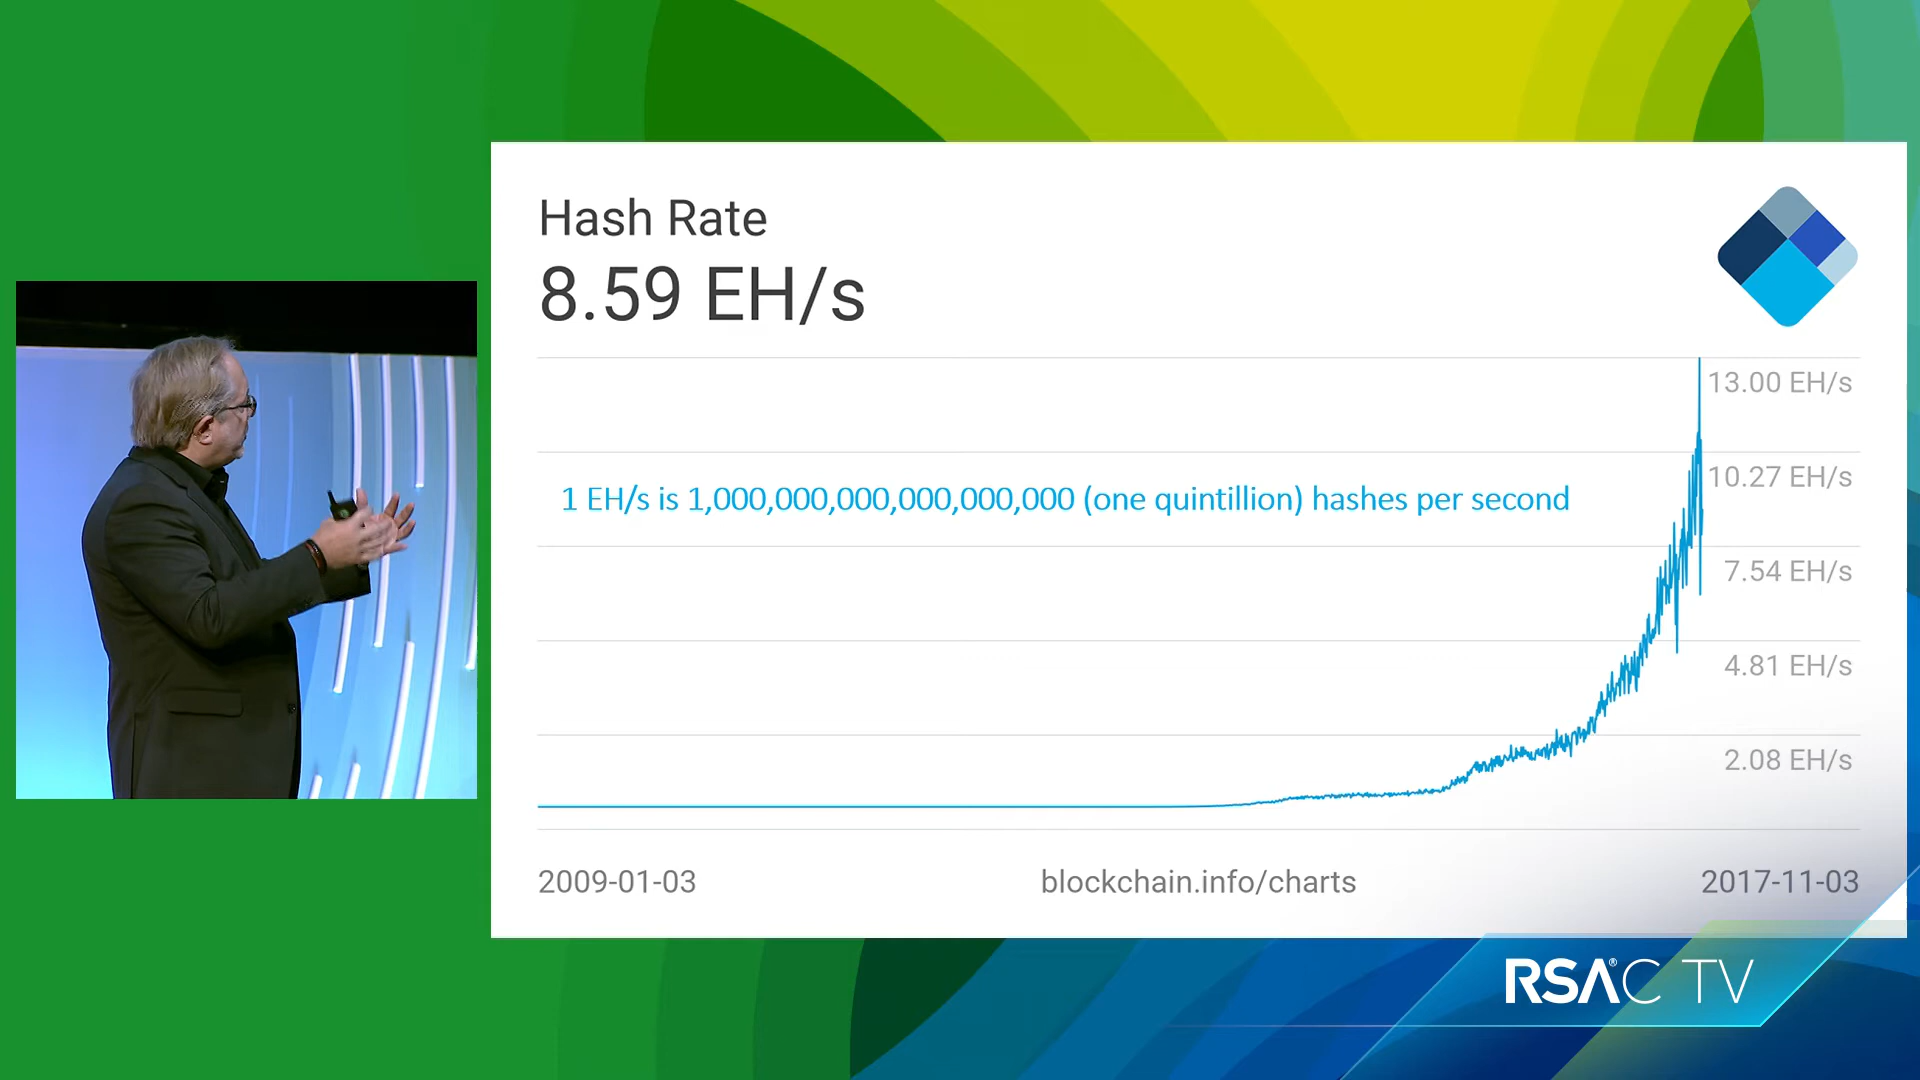 Hash Rate
8.59 EH/s
13.00 EH/s
10.27 EH/s
1 EH/s is 1,000,000,000,000,000,000 (one quintillion) hashes per second
7.54 EH/s
4.81 EH/s
2.08 EH/s
2009-01-03
blockchain.info/charts
2017-11-03
RSA®C TV